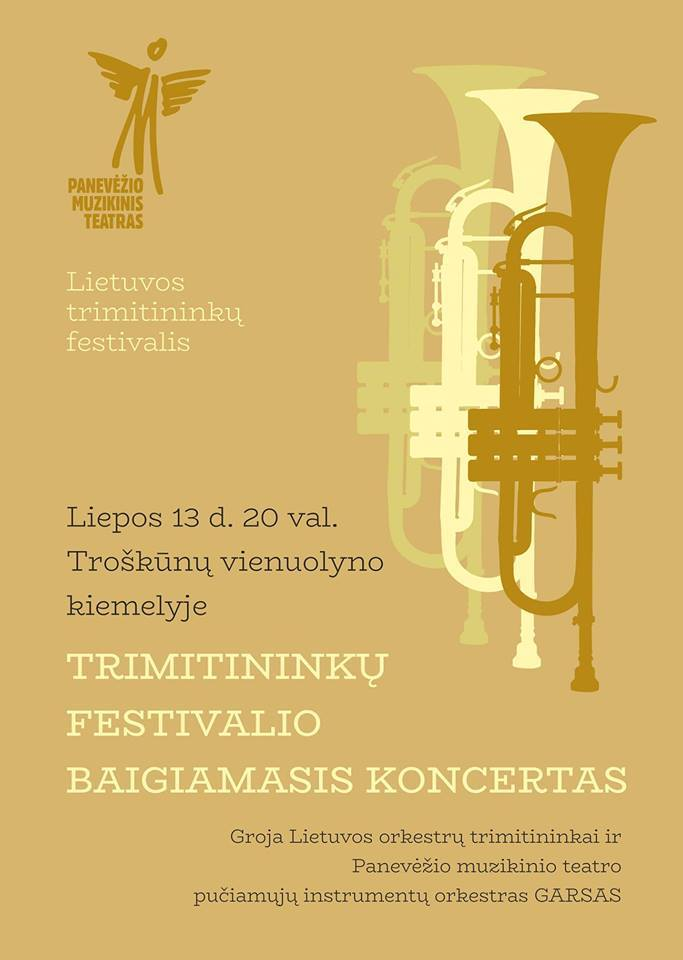 PANEVĖŽIO
MUZIKINIS
TEATRAS
Lietuvos
trimitininkų
festivalis
Liepos 13 d. 20 val.
Troškūnų vienuolyno
kiemelyje
TRIMITININKŲ
FESTIVALIO
BAIGIAMASIS KONCERTAS
Groja Lietuvos orkestrų trimitininkai ir
Panevėžio muzikinio teatro
pučiamųjų instrumentų orkestras GARSAS